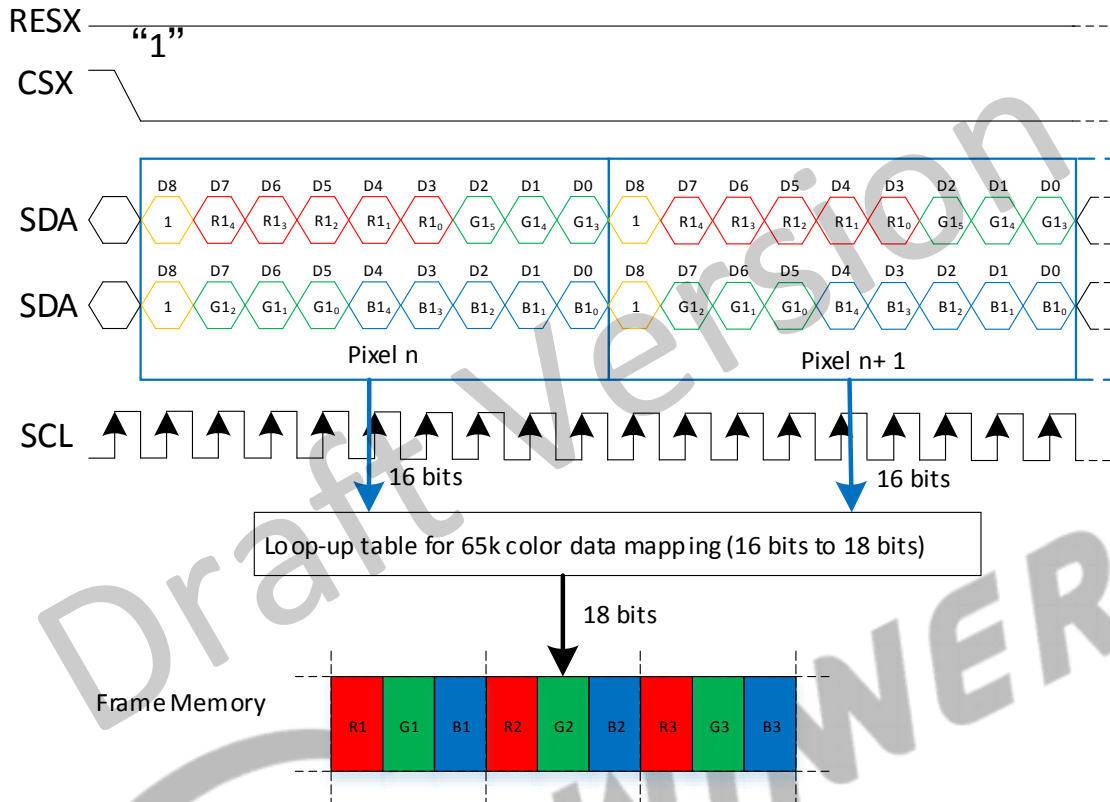 RESX
“1”
CSX
D8 D7 D6 D5 D4 D3 D2 D1 D0 D8 D7 D6 D5 D4 D3 D2 D1 D0
SDA 1 R1₄ R1₃ R1₂ R1₁ R1₀ G1₅ G1₄ G1₃ 1 R1₄ R1₃ R1₂ R1₁ R1₀ G1₅ G1₄ G1₃
D8 D7 D6 D5 D4 D3 D2 D1 D0 D8 D7 D6 D5 D4 D3 D2 D1 D0
SDA 1 G1₂ G1₁ G1₀ B1₄ B1₃ B1₂ B1₁ B1₀ 1 G1₂ G1₁ G1₀ B1₄ B1₃ B1₂ B1₁ B1₀
Pixel n Pixel n+ 1
SCL
16 bits 16 bits
Loop-up table for 65k color data mapping (16 bits to 18 bits)
18 bits
Frame Memory
R1 G1 B1 R2 G2 B2 R3 G3 B3
Draft Version
WINNER